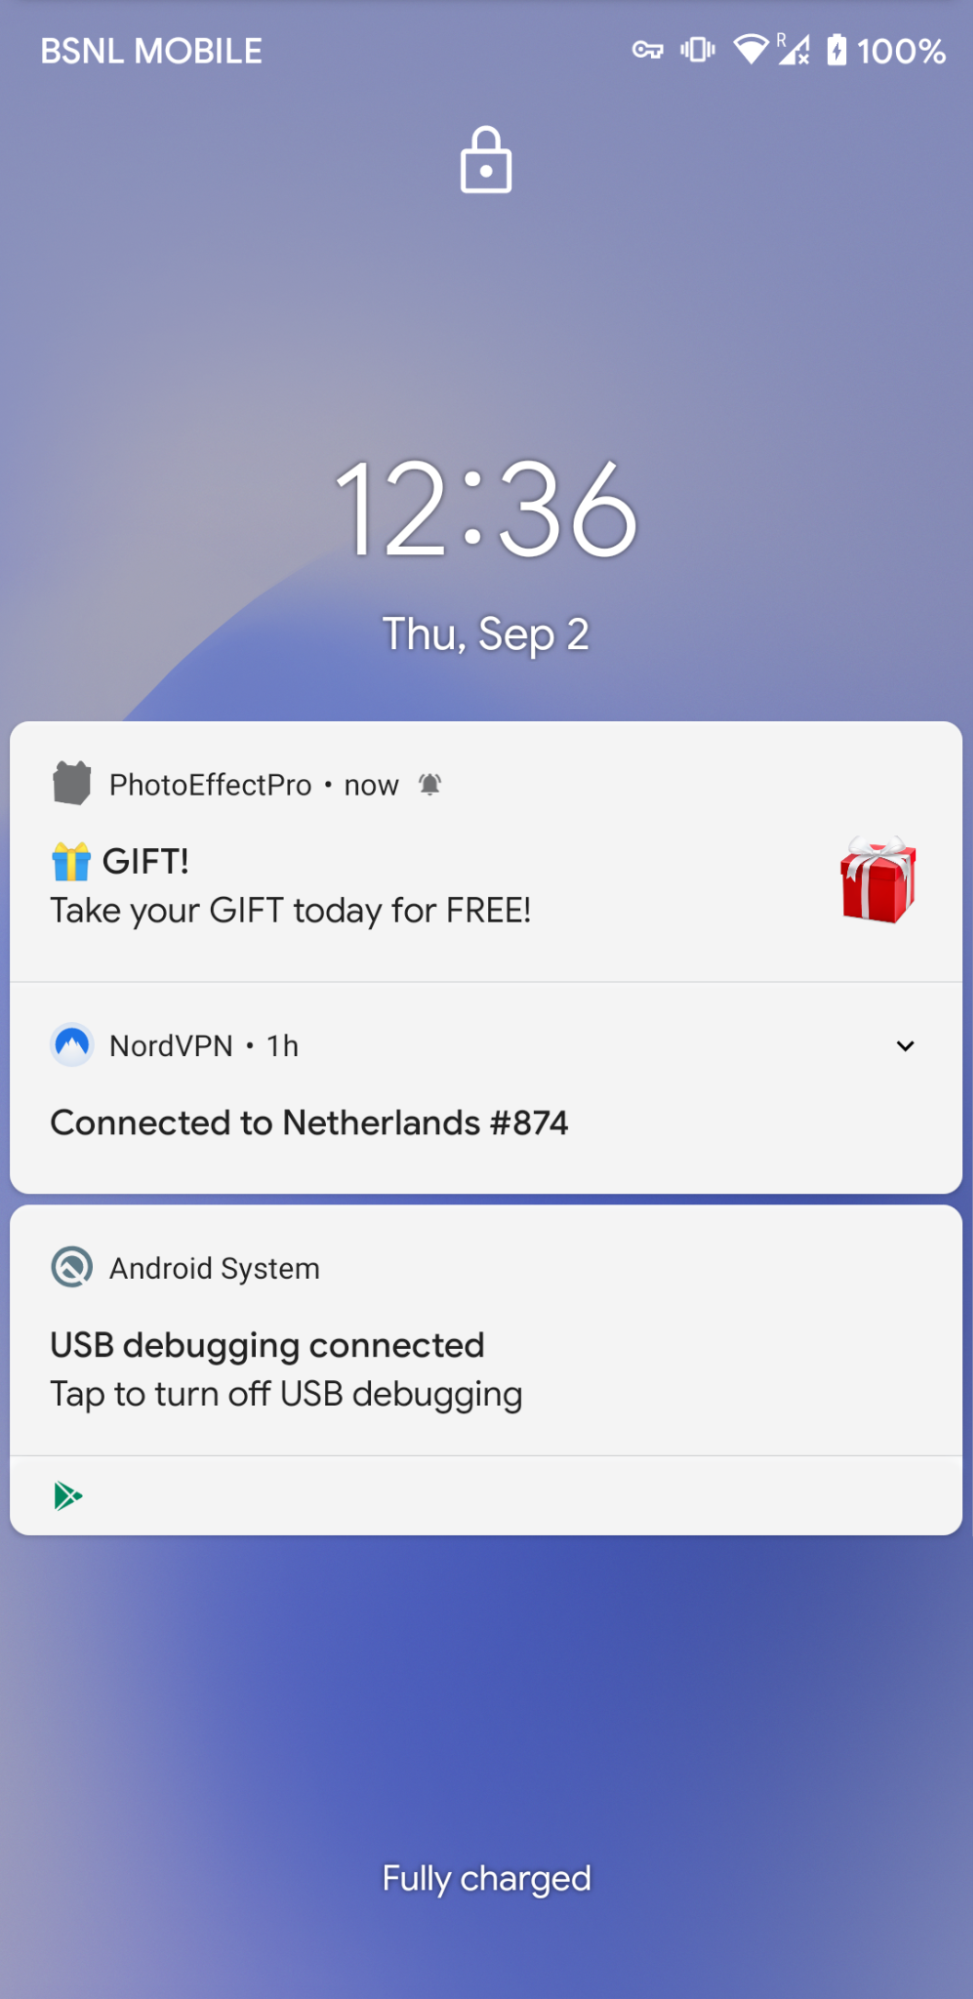 BSNL MOBILE R 100%
12:36
Thu, Sep 2
PhotoEffectPro • now
🎁 GIFT!
Take your GIFT today for FREE!
NordVPN • 1h
Connected to Netherlands #874
Android System
USB debugging connected
Tap to turn off USB debugging
Fully charged